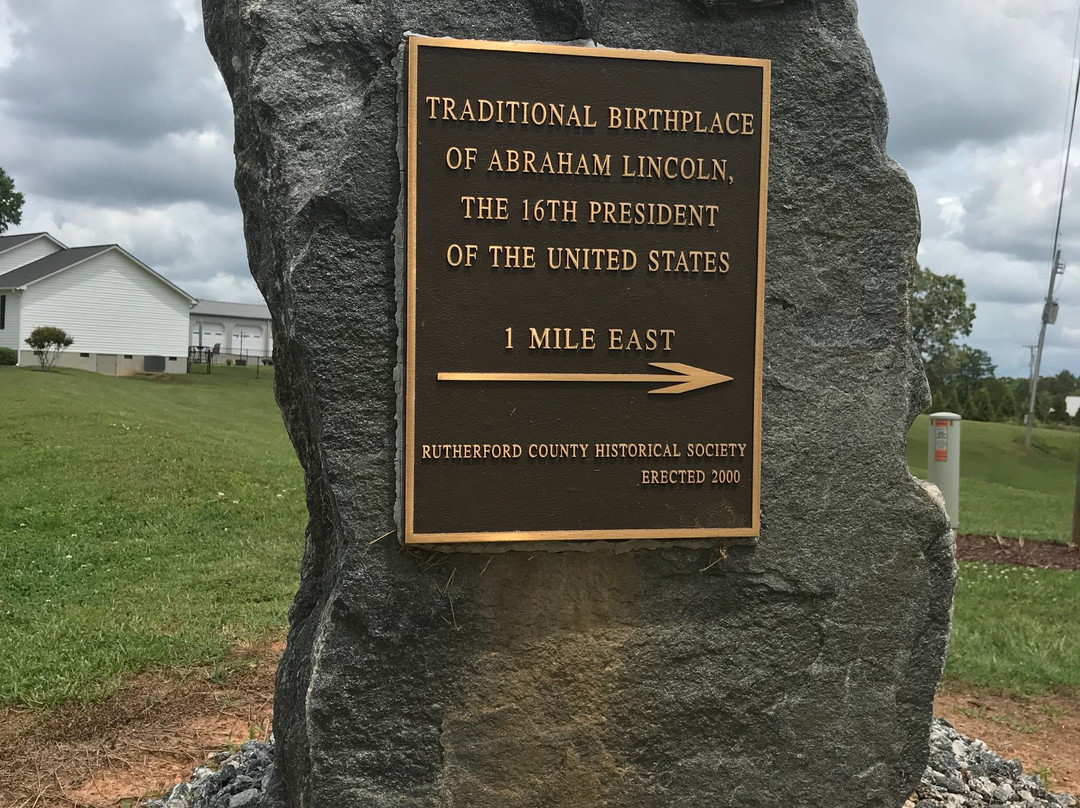 TRADITIONAL BIRTHPLACE
OF ABRAHAM LINCOLN,
THE 16TH PRESIDENT
OF THE UNITED STATES
1 MILE EAST
RUTHERFORD COUNTY HISTORICAL SOCIETY
ERECTED 2000